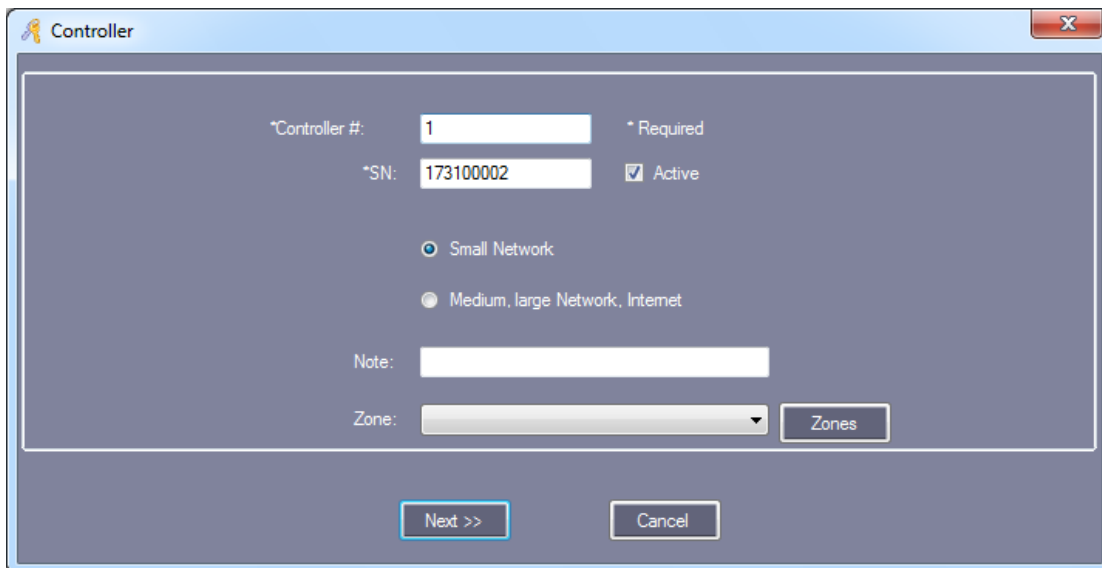 Controller
*Controller #: 1 * Required
*SN: 173100002 Active
Small Network
Medium, large Network, Internet
Note:
Zone: Zones
Next >> Cancel